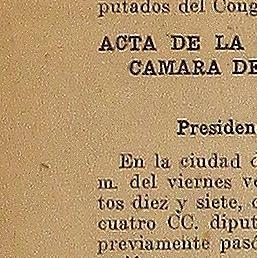 putados del Cong
ACTA DE LA
CAMARA DE
Presiden
En la ciudad d
m. del viernes ve
tos diez y siete, c
cuatro CC. diput
previamente pasó